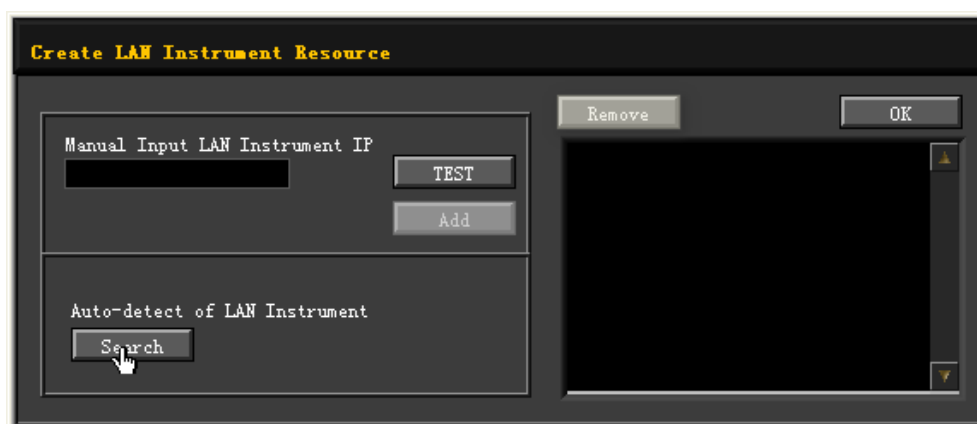 Create LAN Instrument Resource
Remove
OK
Manual Input LAN Instrument IP
TEST
Add
Auto-detect of LAN Instrument
Search